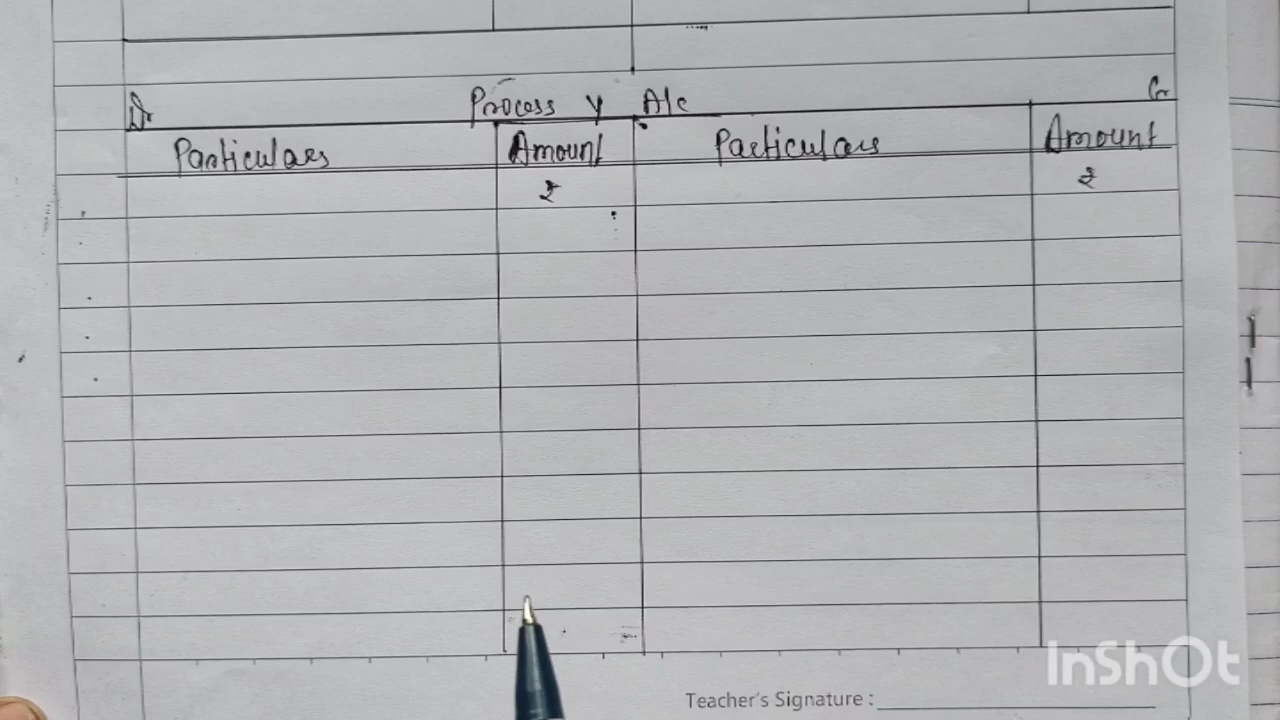 Dr Process Y A/c Cr
Particulars Amount Particulars Amount
₹ ₹
Teacher's Signature :
InShOt